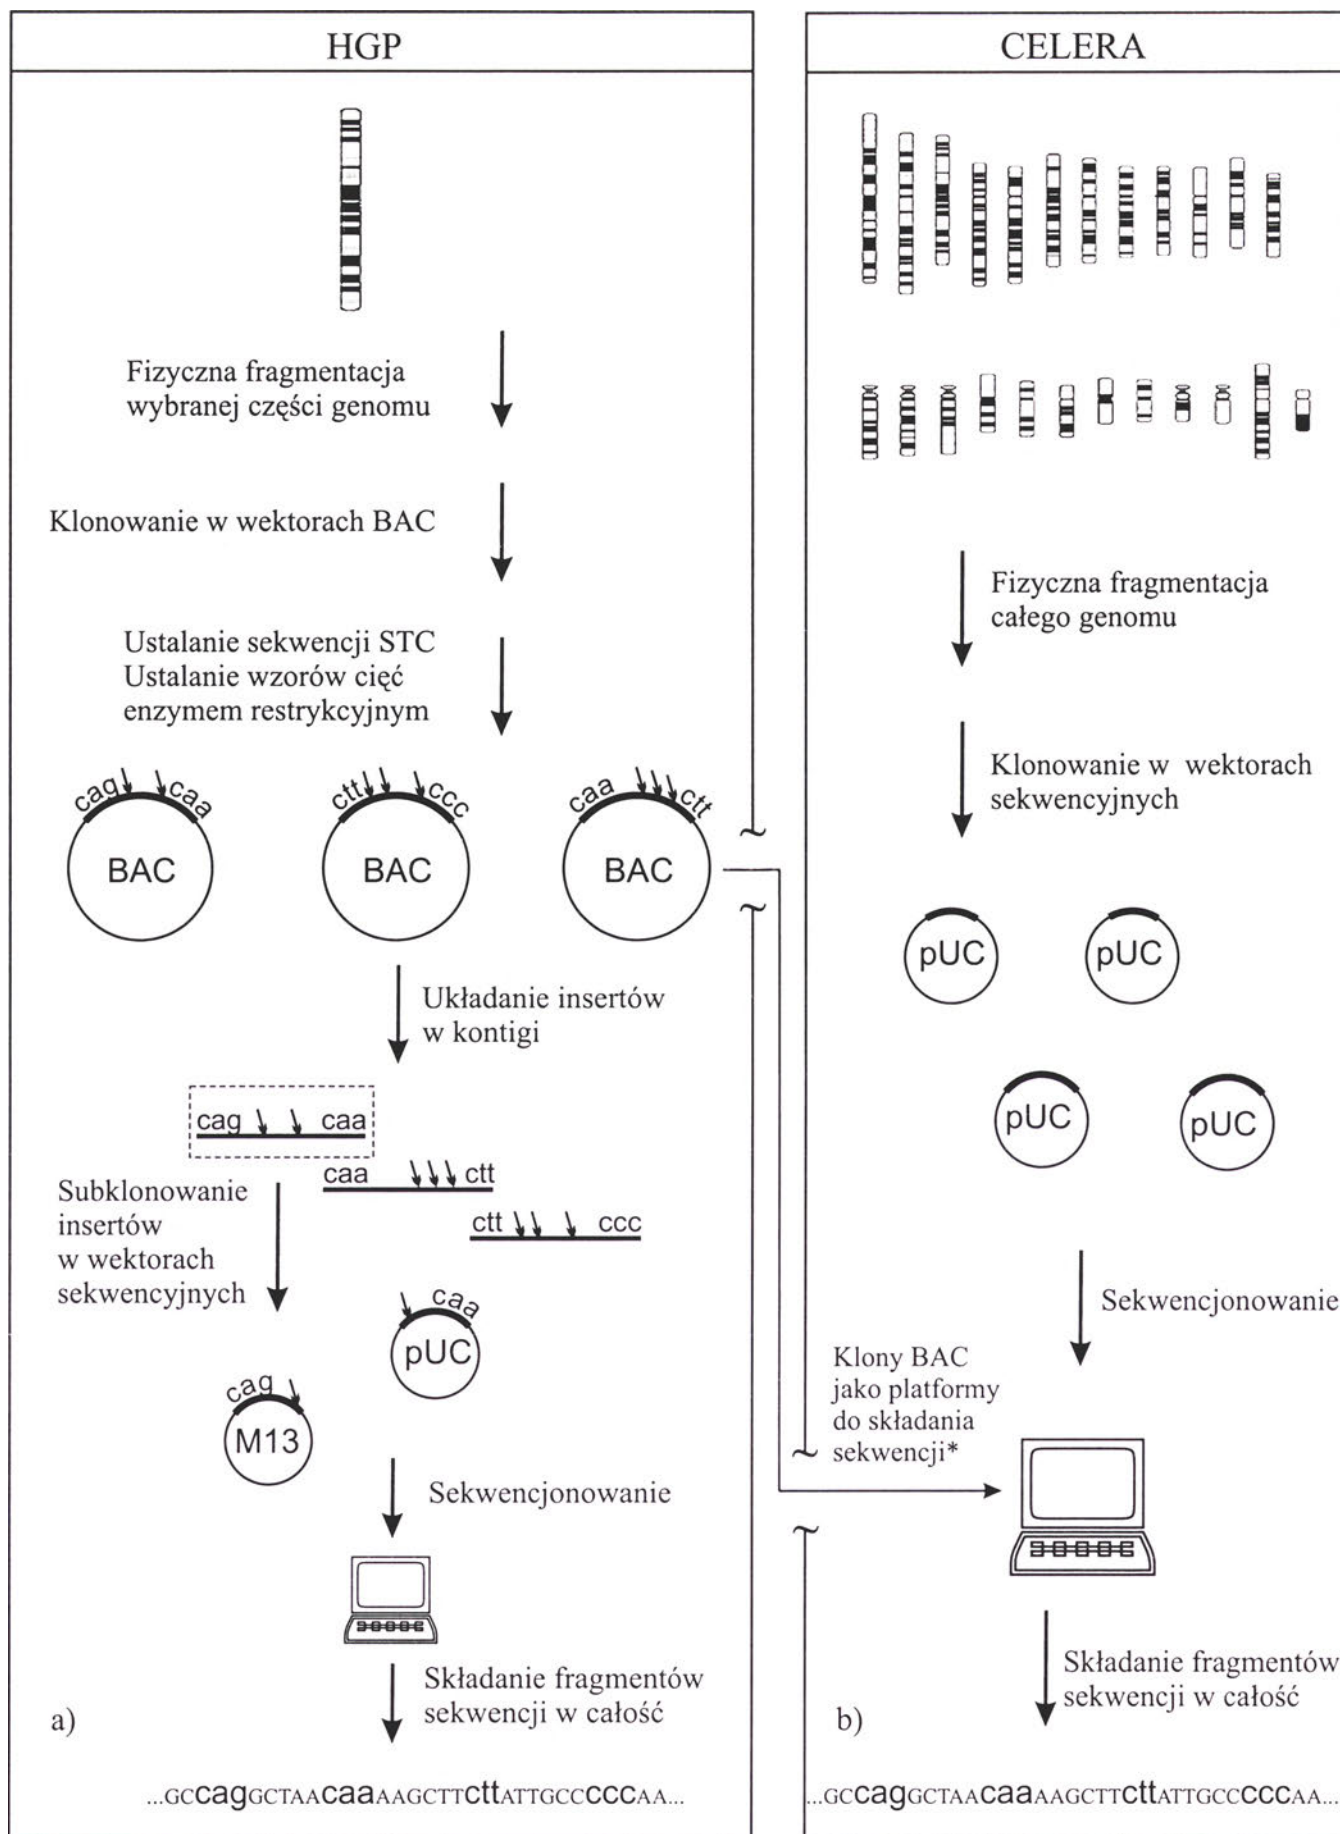 HGP
Fizyczna fragmentacja
wybranej części genomu
Klonowanie w wektorach BAC
Ustalanie sekwencji STC
Ustalanie wzorów cięć
enzymem restrykcyjnym
cag caa
BAC
ctt ccc
BAC
caa ctt
BAC
Układanie insertów
w kontigi
cag caa
caa ctt
ctt ccc
Subklonowanie
insertów
w wektorach
sekwencyjnych
caa
pUC
cag
M13
Sekwencjonowanie
Składanie fragmentów
sekwencji w całość
a)
...GCcagGCTAAcaaAAGCTTcttATTGCCcccAA...
CELERA
Fizyczna fragmentacja
całego genomu
Klonowanie w wektorach
sekwencyjnych
pUC
pUC
pUC
pUC
Sekwencjonowanie
Klony BAC
jako platformy
do składania
sekwencji*
Składanie fragmentów
sekwencji w całość
b)
...GCcagGCTAAcaaAAGCTTcttATTGCCcccAA...